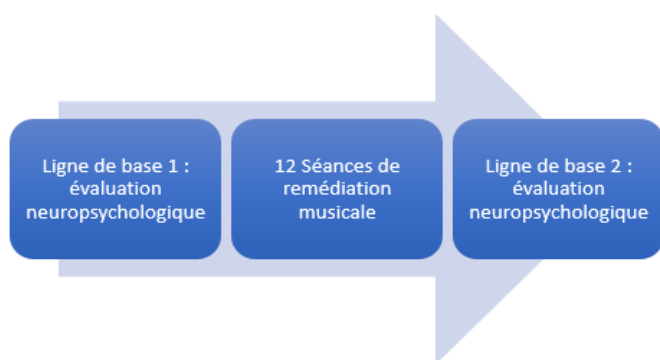 Ligne de base 1 :
évaluation
neuropsychologique
12 Séances de
remédiation
musicale
Ligne de base 2 :
évaluation
neuropsychologique